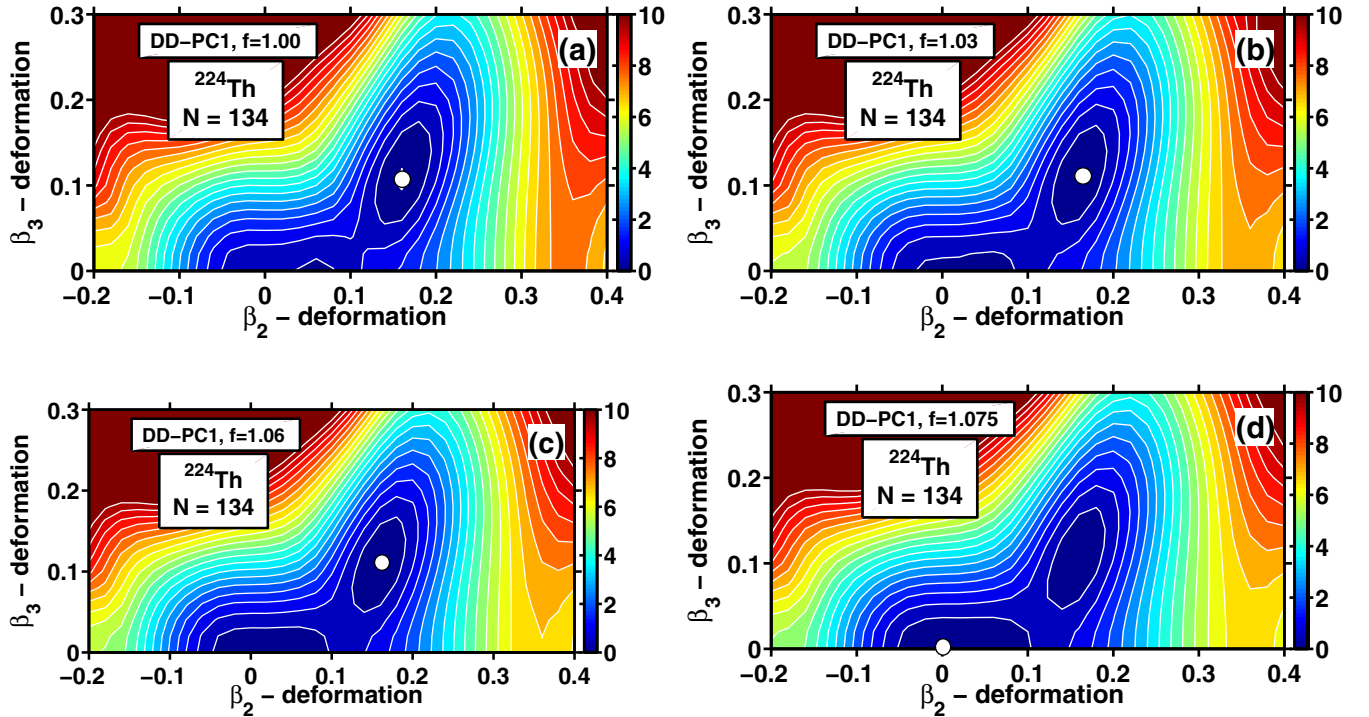 DD−PC1, f=1.00
(a)
224Th
N = 134
0.3
0.2
0.1
0
β3 − deformation
−0.2 −0.1 0 0.1 0.2 0.3 0.4
β2 − deformation
10
8
6
4
2
0
DD−PC1, f=1.03
(b)
224Th
N = 134
0.3
0.2
0.1
0
β3 − deformation
−0.2 −0.1 0 0.1 0.2 0.3 0.4
β2 − deformation
10
8
6
4
2
0
DD−PC1, f=1.06
(c)
224Th
N = 134
0.3
0.2
0.1
0
β3 − deformation
−0.2 −0.1 0 0.1 0.2 0.3 0.4
β2 − deformation
10
8
6
4
2
0
DD−PC1, f=1.075
(d)
224Th
N = 134
0.3
0.2
0.1
0
β3 − deformation
−0.2 −0.1 0 0.1 0.2 0.3 0.4
β2 − deformation
10
8
6
4
2
0